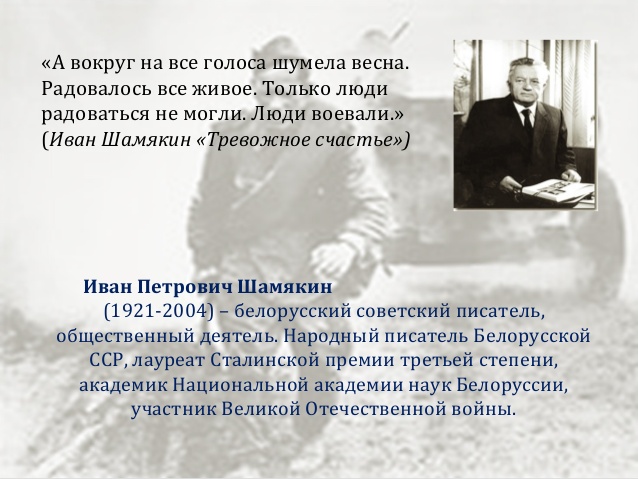 «А вокруг на все голоса шумела весна.
Радовалось все живое. Только люди
радоваться не могли. Люди воевали.»
(Иван Шамякин «Тревожное счастье»)
Иван Петрович Шамякин
(1921-2004) – белорусский советский писатель,
общественный деятель. Народный писатель Белорусской
ССР, лауреат Сталинской премии третьей степени,
академик Национальной академии наук Белоруссии,
участник Великой Отечественной войны.